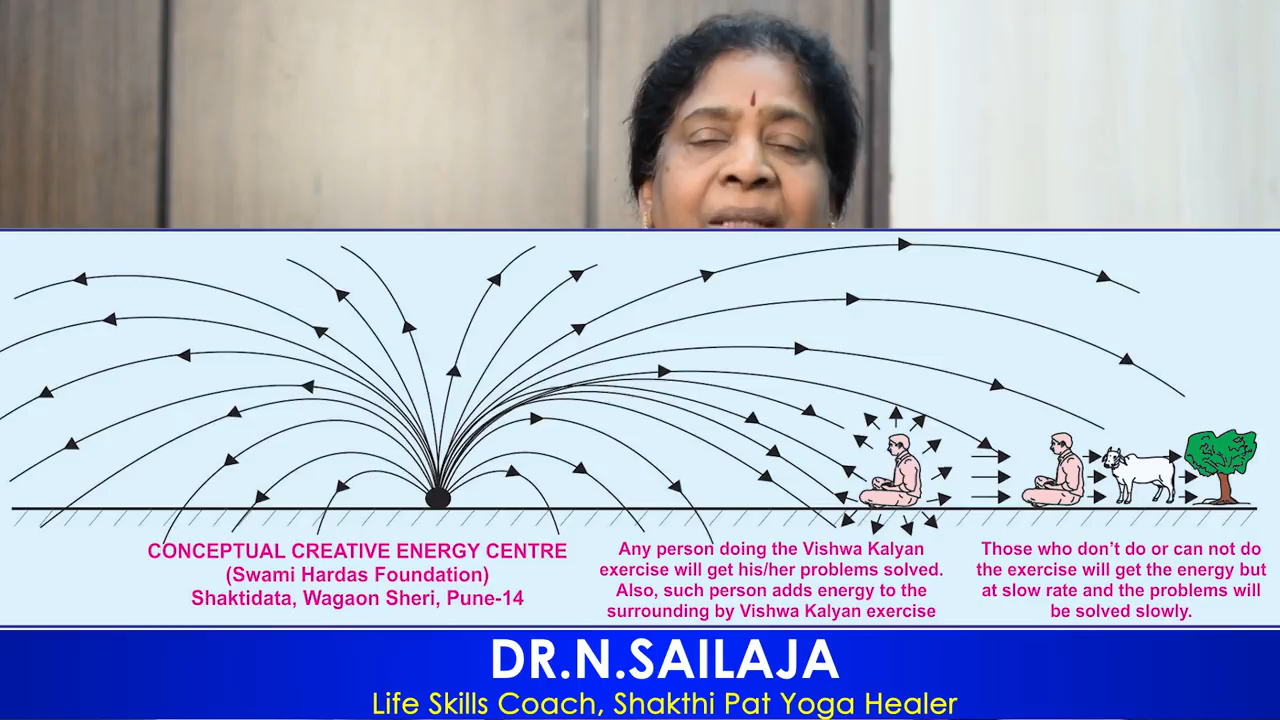 CONCEPTUAL CREATIVE ENERGY CENTRE
(Swami Hardas Foundation)
Shaktidata, Wagaon Sheri, Pune-14
Any person doing the Vishwa Kalyan
exercise will get his/her problems solved.
Also, such person adds energy to the
surrounding by Vishwa Kalyan exercise
Those who don't do or can not do
the exercise will get the energy but
at slow rate and the problems will
be solved slowly.
DR.N.SAILAJA
Life Skills Coach, Shakthi Pat Yoga Healer